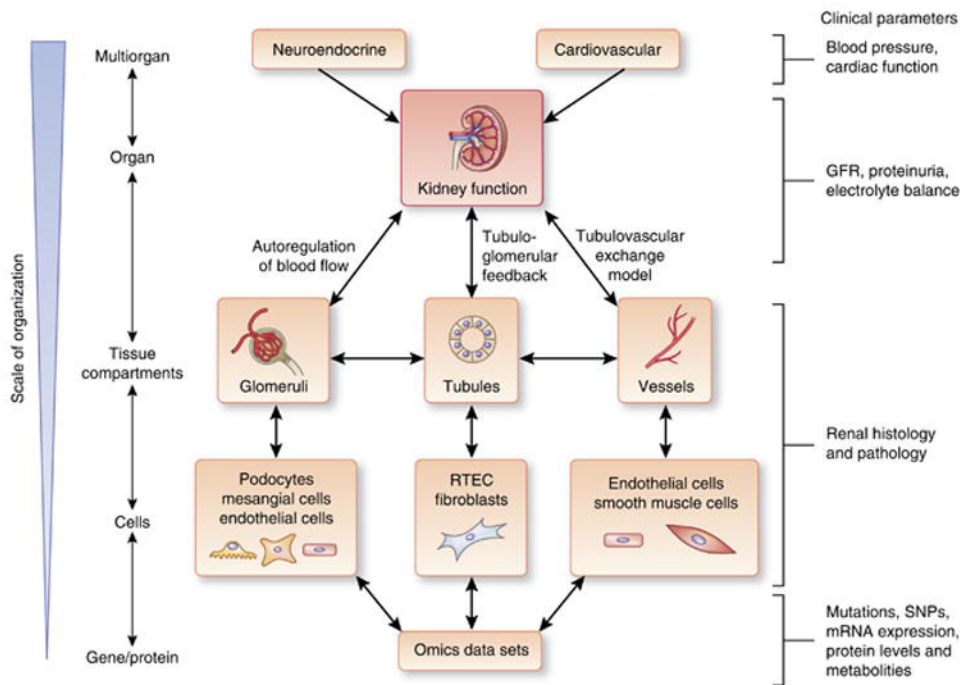 Clinical parameters
Multiorgan
Neuroendocrine
Cardiovascular
Blood pressure,
cardiac function
Organ
Kidney function
GFR, proteinuria,
electrolyte balance
Autoregulation
of blood flow
Tubulo-
glomerular
feedback
Tubulovascular
exchange
model
Scale of organization
Tissue
compartments
Glomeruli
Tubules
Vessels
Renal histology
and pathology
Podocytes
mesangial cells
endothelial cells
RTEC
fibroblasts
Endothelial cells
smooth muscle cells
Cells
Gene/protein
Omics data sets
Mutations, SNPs,
mRNA expression,
protein levels and
metabolities